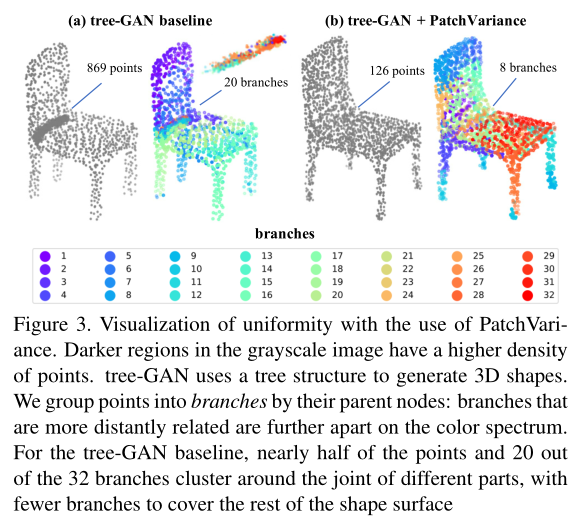 (a) tree-GAN baseline (b) tree-GAN + PatchVariance
869 points
20 branches
126 points
8 branches
branches
1 5 9 13 17 21 25 29
2 6 10 14 18 22 26 30
3 7 11 15 19 23 27 31
4 8 12 16 20 24 28 32
Figure 3. Visualization of uniformity with the use of PatchVari-
ance. Darker regions in the grayscale image have a higher density
of points. tree-GAN uses a tree structure to generate 3D shapes.
We group points into branches by their parent nodes: branches that
are more distantly related are further apart on the color spectrum.
For the tree-GAN baseline, nearly half of the points and 20 out
of the 32 branches cluster around the joint of different parts, with
fewer branches to cover the rest of the shape surface